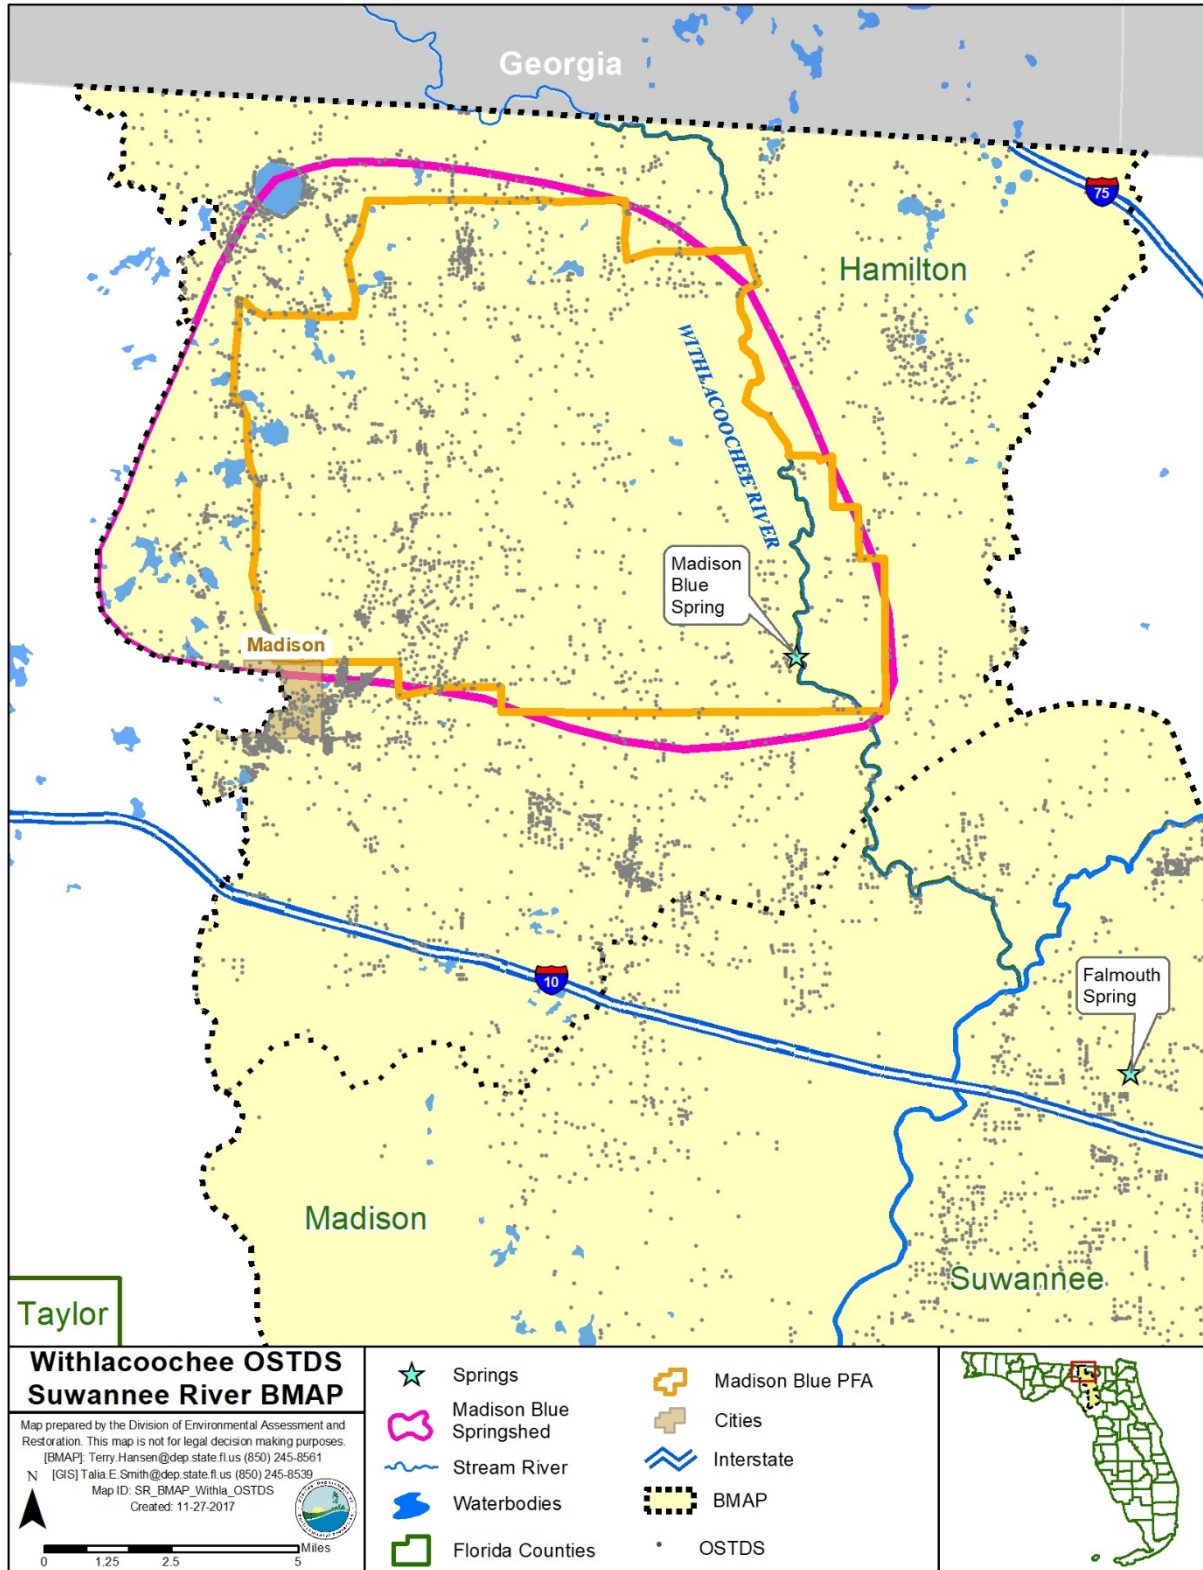 Georgia
75
Hamilton
WITHLACOOCHEE RIVER
Madison
Blue
Spring
Madison
10
Falmouth
Spring
Madison
Suwannee
Taylor
Withlacoochee OSTDS
Suwannee River BMAP
Map prepared by the Division of Environmental Assessment and
Restoration. This map is not for legal decision making purposes.
[BMAP]: Terry.Hansen@dep.state.fl.us (850) 245-8561
[GIS] Talia.E.Smith@dep.state.fl.us (850) 245-8539
Map ID: SR_BMAP_Withla_OSTDS
Created: 11-27-2017
N
Miles
0 1.25 2.5 5
Springs
Madison Blue
Springshed
Stream River
Waterbodies
Florida Counties
Madison Blue PFA
Cities
Interstate
BMAP
OSTDS